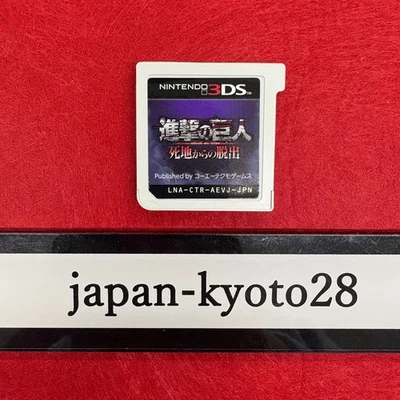 NINTENDO 3DS™
進撃の巨人
死地からの脱出
Published by コーエーテクモゲームス
LNA-CTR-AEVJ-JPN
japan-kyoto28